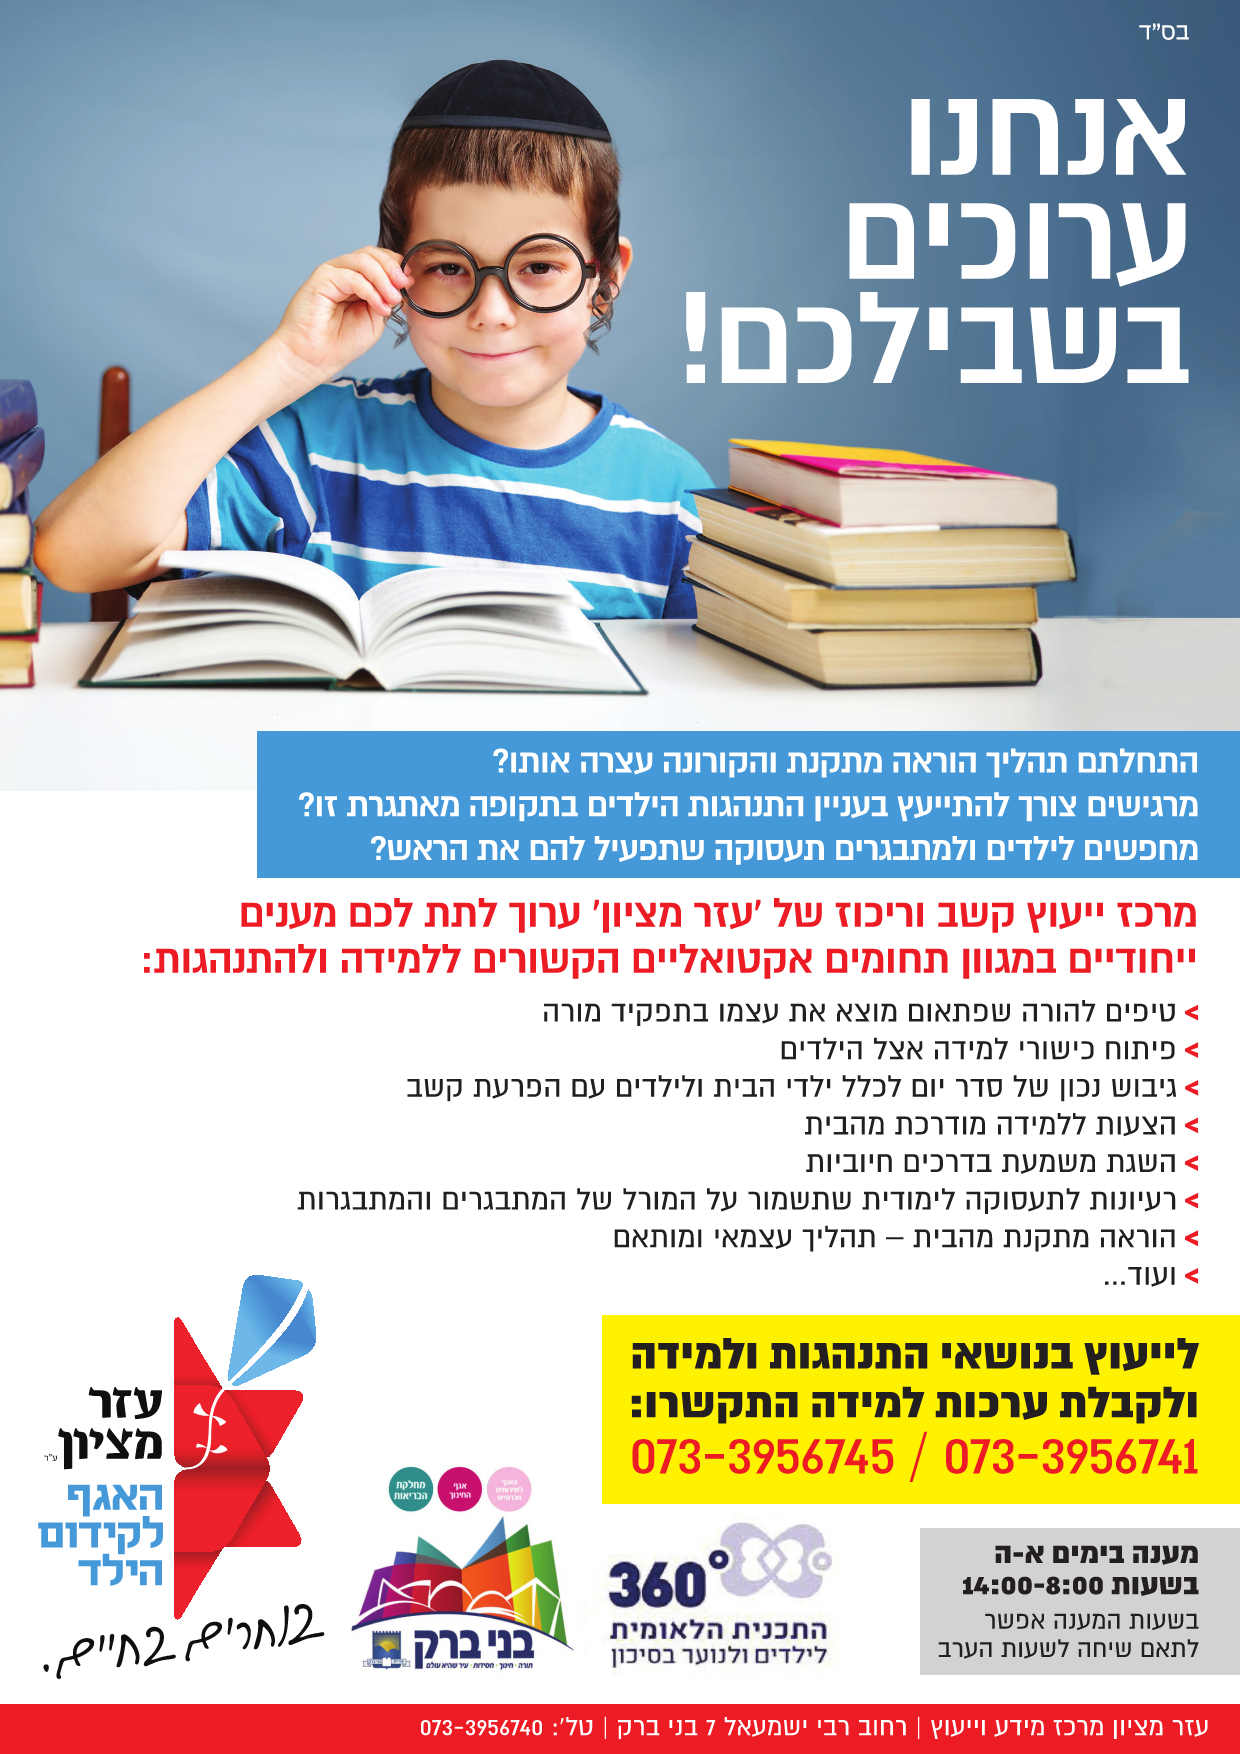 בס"ד
אנחנו
ערוכים
בשבילכם!
התחלתם תהליך הוראה מתקנת והקורונה עצרה אותו?
מרגישים צורך להתייעץ בעניין התנהגות הילדים בתקופה מאתגרת זו?
מחפשים לילדים ולמתבגרים תעסוקה שתפעיל להם את הראש?
מרכז ייעוץ קשב וריכוז של 'עזר מציון' ערוך לתת לכם מענים
ייחודיים במגוון תחומים אקטואליים הקשורים ללמידה ולהתנהגות:
> טיפים להורה שפתאום מוצא את עצמו בתפקיד מורה
> פיתוח כישורי למידה אצל הילדים
> גיבוש נכון של סדר יום לכלל ילדי הבית ולילדים עם הפרעת קשב
> הצעות ללמידה מודרכת מהבית
> השגת משמעת בדרכים חיוביות
> רעיונות לתעסוקה לימודית שתשמור על המורל של המתבגרים והמתבגרות
> הוראה מתקנת מהבית – תהליך עצמאי ומותאם
> ועוד...
לייעוץ בנושאי התנהגות ולמידה
ולקבלת ערכות למידה התקשרו:
073-3956745 / 073-3956741
מענה בימים א-ה
בשעות 14:00-8:00
בשעות המענה אפשר
לתאם שיחה לשעות הערב
360°
התכנית הלאומית
לילדים ולנוער בסיכון
האגף
לשירותים
חברתיים
אגף
החינוך
מחלקת
הבריאות
בני ברק
תורה · חינוך · חסידות · עיר שהיא עולם
עזר
מציון
ע"ר
האגף
לקידום
הילד
בוחרים בחיים.
עזר מציון מרכז מידע וייעוץ | רחוב רבי ישמעאל 7 בני ברק | טל': 073-3956740